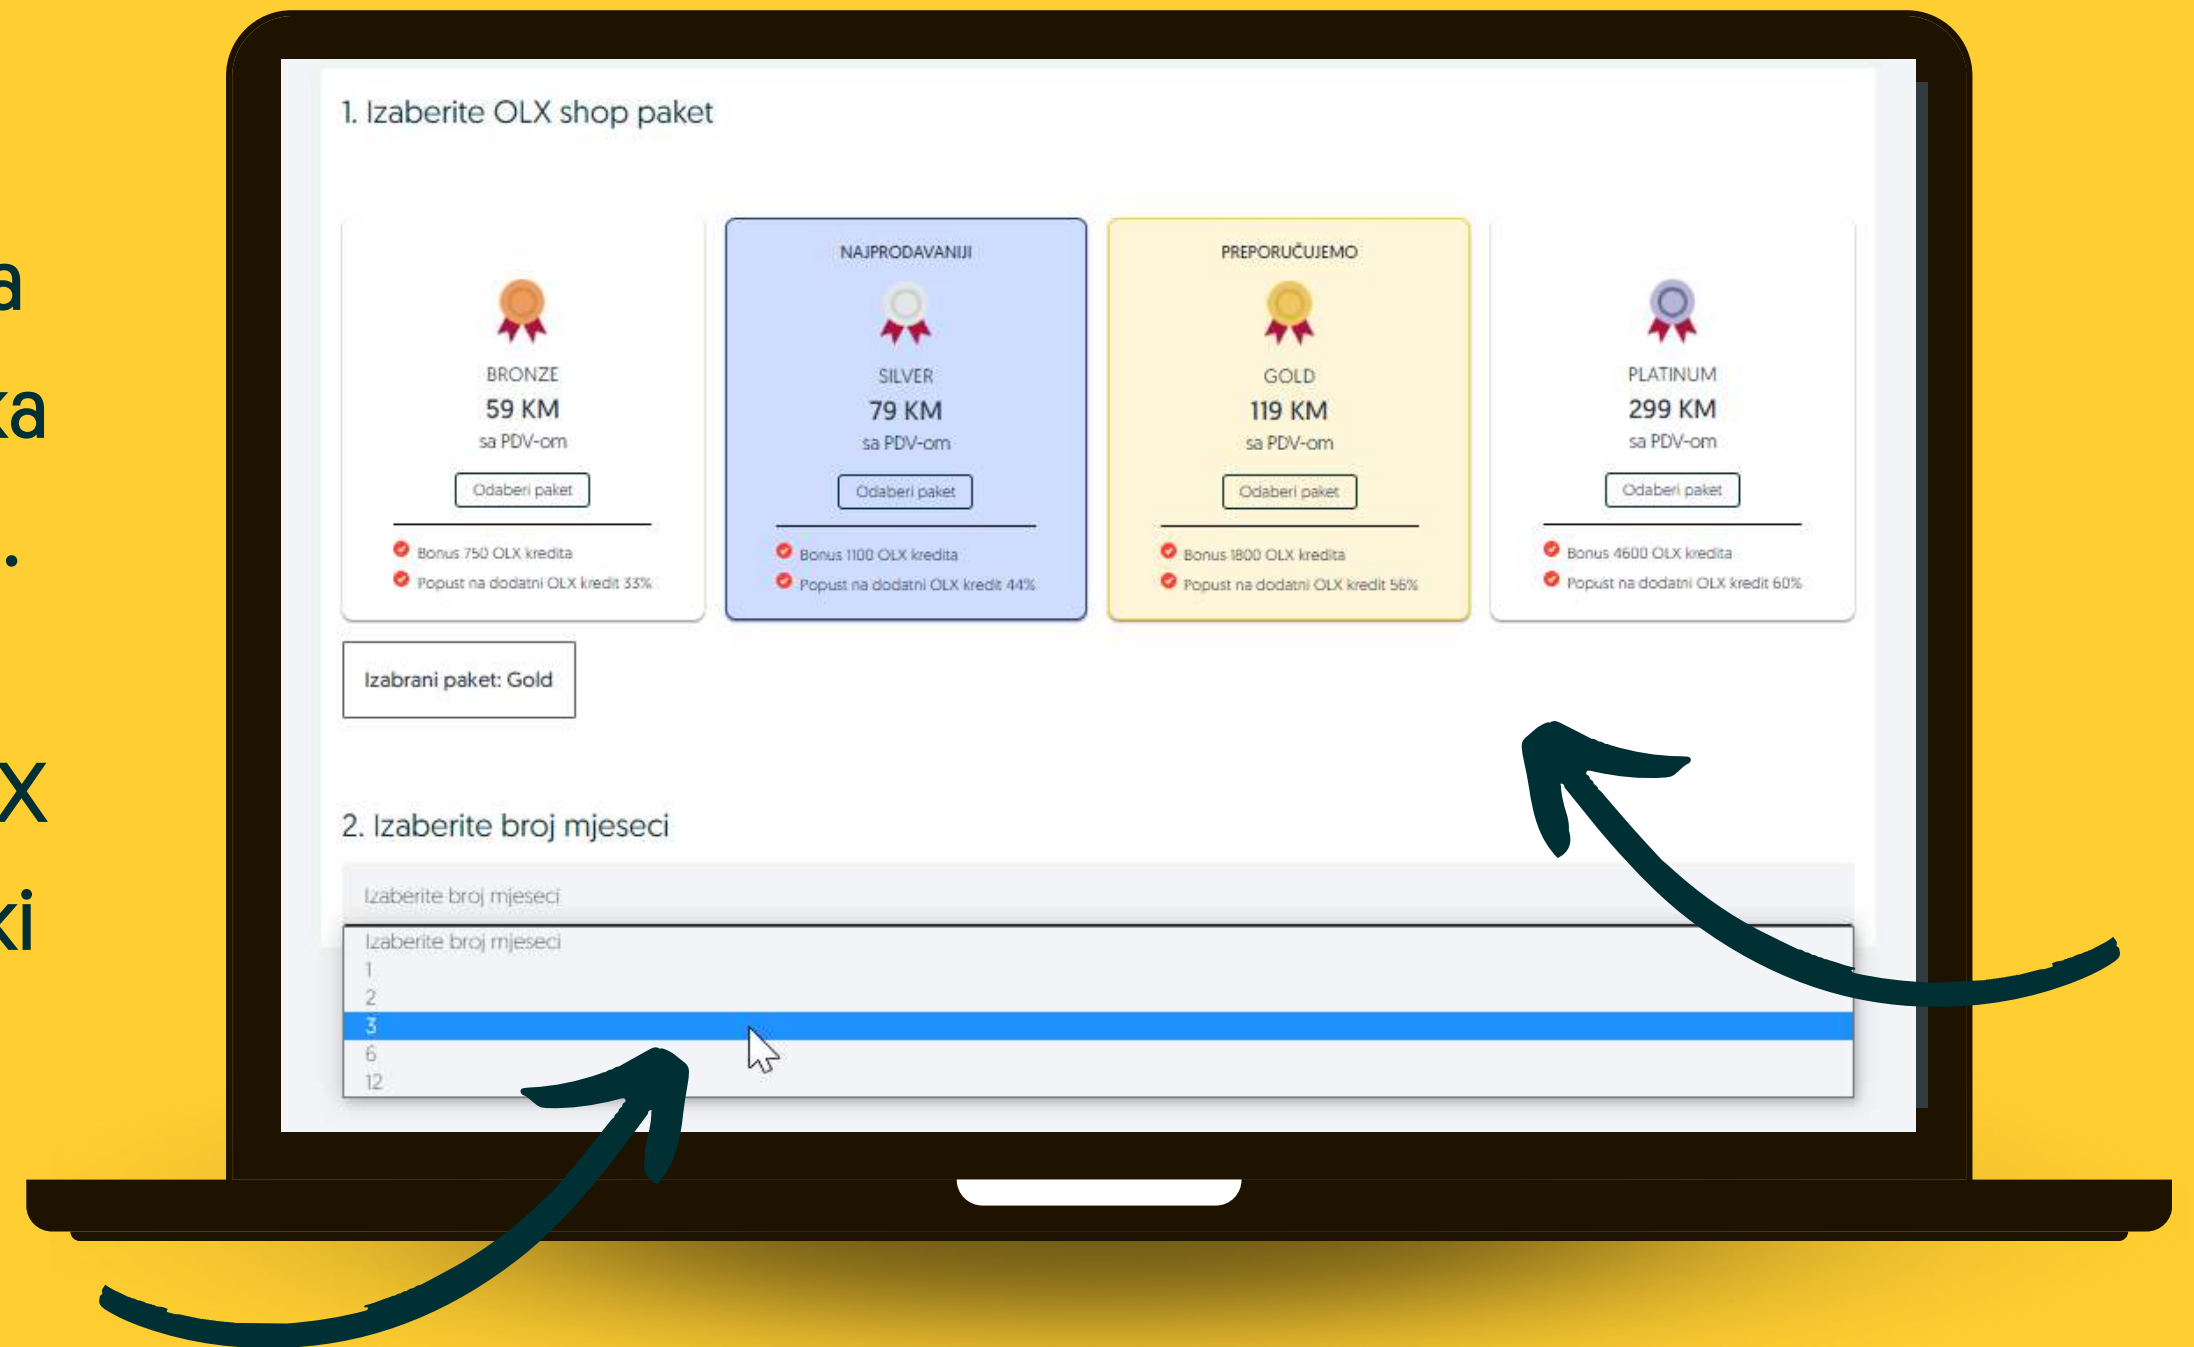 a
ka
.
X
ki
1. Izaberite OLX shop paket
BRONZE
59 KM
sa PDV-om
Odaberi paket
Bonus 750 OLX kredita
Popust na dodatni OLX kredit 33%
NAJPRODAVANIJI
SILVER
79 KM
sa PDV-om
Odaberi paket
Bonus 1100 OLX kredita
Popust na dodatni OLX kredit 44%
PREPORUČUJEMO
GOLD
119 KM
sa PDV-om
Odaberi paket
Bonus 1800 OLX kredita
Popust na dodatni OLX kredit 56%
PLATINUM
299 KM
sa PDV-om
Odaberi paket
Bonus 4600 OLX kredita
Popust na dodatni OLX kredit 60%
Izabrani paket: Gold
2. Izaberite broj mjeseci
Izaberite broj mjeseci
Izaberite broj mjeseci
1
2
3
6
12